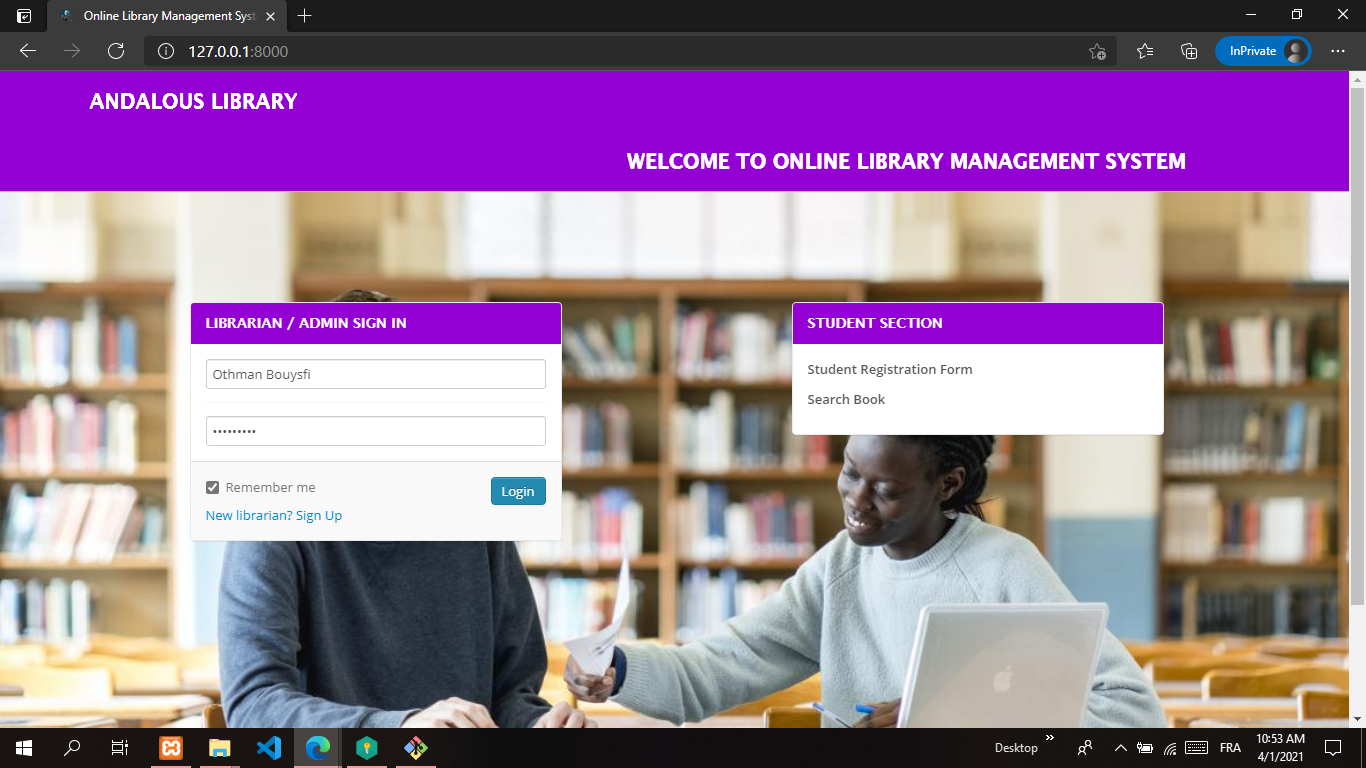 Online Library Management Syst
127.0.0.1:8000
InPrivate
ANDALOUS LIBRARY
WELCOME TO ONLINE LIBRARY MANAGEMENT SYSTEM
LIBRARIAN / ADMIN SIGN IN
Othman Bouysfi
•••••••••
Remember me
Login
New librarian? Sign Up
STUDENT SECTION
Student Registration Form
Search Book
Desktop
FRA
10:53 AM
4/1/2021